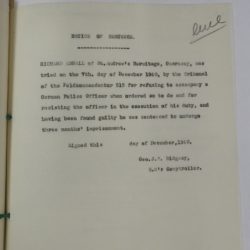 NOTICE OF SENTENCE.
RICHARD of St. Andrew's Hermitage, Guernsey, was
tried on the 7th. day of December 1940, by the Tribunal
of the Feldkommandantur 515 for refusing to accompany a
German Police Officer when ordered so to do and for
resisting the officer in the execution of his duty, and
having been found guilty he was sentenced to undergo
three months' imprisonment.
Signed this day of December, 1940.
Geo. J. Ridgway,
H.M's Comptroller.